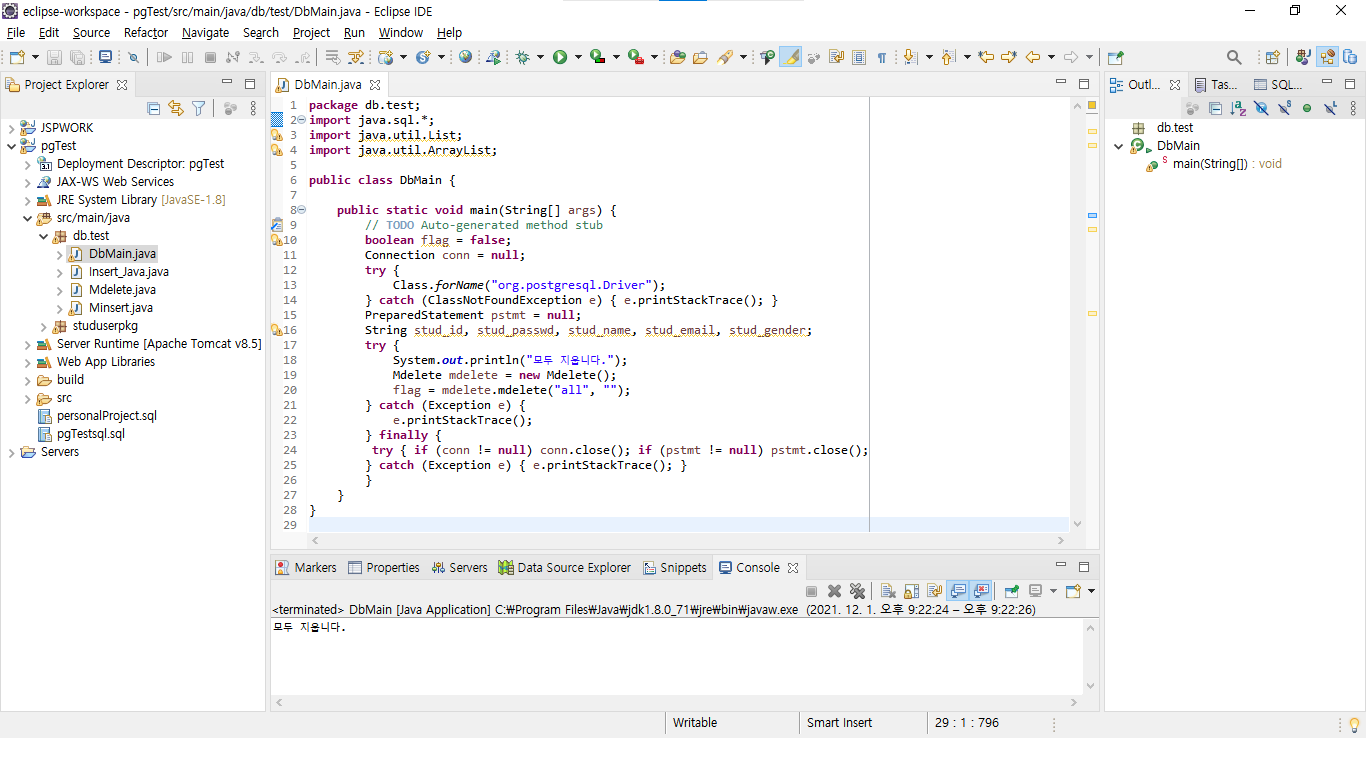 eclipse-workspace - pgTest/src/main/java/db/test/DbMain.java - Eclipse IDE
File Edit Source Refactor Navigate Search Project Run Window Help
Project Explorer
JSPWORK
pgTest
Deployment Descriptor: pgTest
JAX-WS Web Services
JRE System Library [JavaSE-1.8]
src/main/java
db.test
DbMain.java
Insert_Java.java
Mdelete.java
Minsert.java
studuserpkg
Server Runtime [Apache Tomcat v8.5]
Web App Libraries
build
src
personalProject.sql
pgTestsql.sql
Servers
DbMain.java
1 package db.test;
2 import java.sql.*;
3 import java.util.List;
4 import java.util.ArrayList;
5
6 public class DbMain {
7
8 public static void main(String[] args) {
9 // TODO Auto-generated method stub
10 boolean flag = false;
11 Connection conn = null;
12 try {
13 Class.forName("org.postgresql.Driver");
14 } catch (ClassNotFoundException e) { e.printStackTrace(); }
15 PreparedStatement pstmt = null;
16 String stud_id, stud_passwd, stud_name, stud_email, stud_gender;
17 try {
18 System.out.println("모두 지웁니다.");
19 Mdelete mdelete = new Mdelete();
20 flag = mdelete.mdelete("all", "");
21 } catch (Exception e) {
22 e.printStackTrace();
23 } finally {
24 try { if (conn != null) conn.close(); if (pstmt != null) pstmt.close();
25 } catch (Exception e) { e.printStackTrace(); }
26 }
27 }
28 }
29
Outl... Tas... SQL...
db.test
DbMain
main(String[]) : void
Markers Properties Servers Data Source Explorer Snippets Console
<terminated> DbMain [Java Application] C:₩Program Files₩Java₩jdk1.8.0_71₩jre₩bin₩javaw.exe (2021. 12. 1. 오후 9:22:24 – 오후 9:22:26)
모두 지웁니다.
Writable Smart Insert 29 : 1 : 796